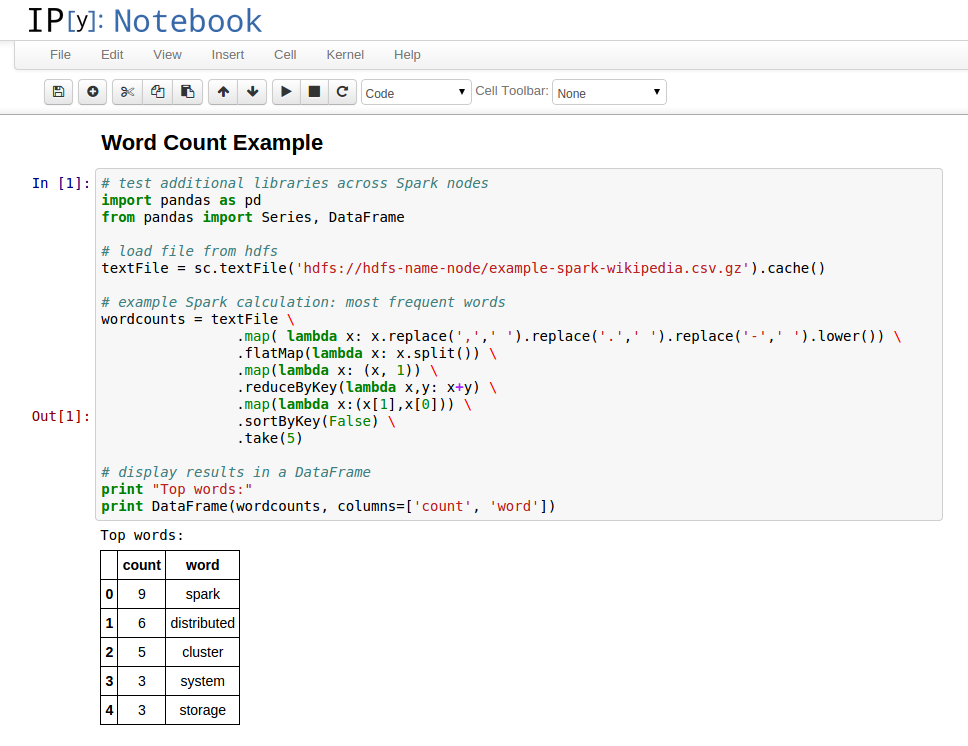 IP[y]: Notebook
File Edit View Insert Cell Kernel Help
Code Cell Toolbar: None
Word Count Example
In [1]:
# test additional libraries across Spark nodes
import pandas as pd
from pandas import Series, DataFrame
# load file from hdfs
textFile = sc.textFile('hdfs://hdfs-name-node/example-spark-wikipedia.csv.gz').cache()
# example Spark calculation: most frequent words
wordcounts = textFile \
.map( lambda x: x.replace(',',' ').replace('.',' ').replace('-',' ').lower()) \
.flatMap(lambda x: x.split()) \
.map(lambda x: (x, 1)) \
.reduceByKey(lambda x,y: x+y) \
.map(lambda x:(x[1],x[0])) \
Out[1]:
.sortByKey(False) \
.take(5)
# display results in a DataFrame
print "Top words:"
print DataFrame(wordcounts, columns=['count', 'word'])
Top words:
count word
0 9 spark
1 6 distributed
2 5 cluster
3 3 system
4 3 storage